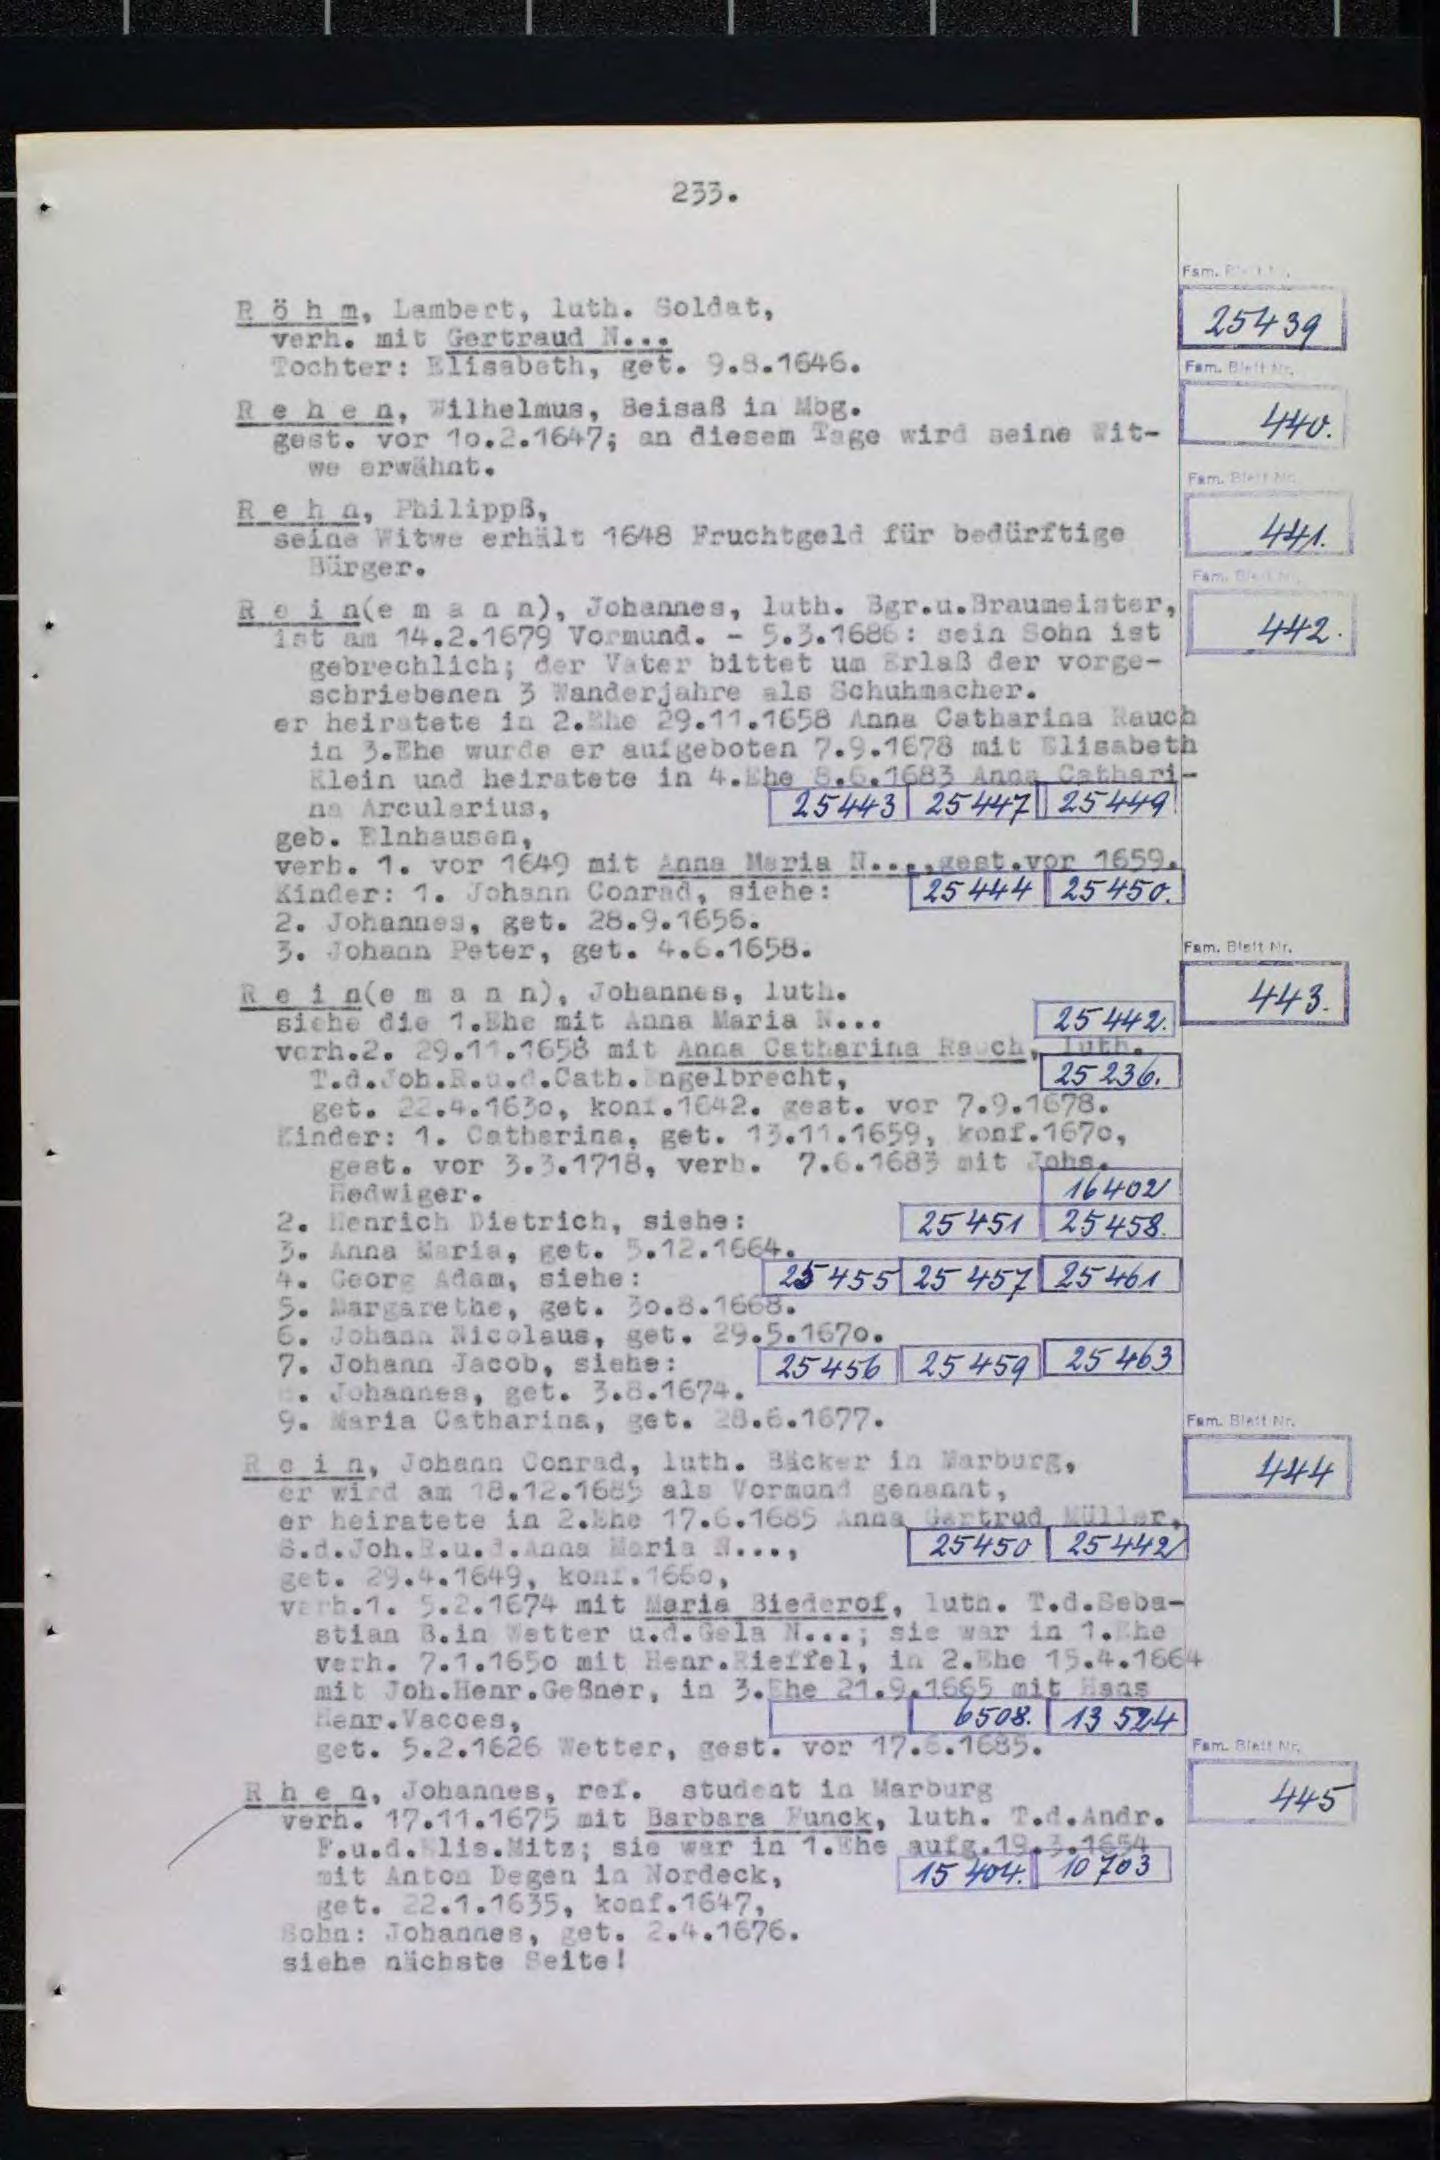 233.
Fam. Blatt Nr.
R ö h m, Lambert, luth. Soldat,
25439
verh. mit Gertraud N...
Tochter: Elisabeth, get. 9.8.1646.
Fam. Blatt Nr.
R e h e n, Wilhelmus, Beisaß in Mbg.
440.
gest. vor 1o.2.1647; an diesem Tage wird seine Wit-
we erwähnt.
Fam. Blatt Nr.
R e h n, Philippß,
441.
seine Witwe erhält 1648 Fruchtgeld für bedürftige
Bürger.
Fam. Blatt Nr.
R e i n(e m a n n), Johannes, luth. Bgr.u.Braumeister,
442.
ist am 14.2.1679 Vormund. - 5.3.1686: sein Sohn ist
gebrechlich; der Vater bittet um Erlaß der vorge-
schriebenen 3 Wanderjahre als Schuhmacher.
er heiratete in 2.Ehe 29.11.1658 Anna Catharina Rauch
in 3.Ehe wurde er aufgeboten 7.9.1678 mit Elisabeth
Klein und heiratete in 4.Ehe 8.6.1683 Anna Cathari-
na Arcularius, 25443 25447 25449
geb. Elnhausen,
verh. 1. vor 1649 mit Anna Maria N...,gest.vor 1659.
Kinder: 1. Johann Conrad, siehe: 25444 25450.
2. Johannes, get. 28.9.1656.
3. Johann Peter, get. 4.6.1658.
Fam. Blatt Nr.
R e i n(e m a n n), Johannes, luth.
443.
siehe die 1.Ehe mit Anna Maria N... 25442.
verh.2. 29.11.1658 mit Anna Catharina Rauch, luth.
T.d.Joh.R.u.d.Cath.Engelbrecht, 25236.
get. 22.4.163o, konf.1642. gest. vor 7.9.1678.
Kinder: 1. Catharina, get. 13.11.1659, konf.167o,
gest. vor 3.3.1718, verh. 7.6.1683 mit Johs.
Hedwiger. 16402
2. Henrich Dietrich, siehe: 25451 25458.
3. Anna Maria, get. 5.12.1664.
4. Georg Adam, siehe: 25455 25457 25461
5. Margarethe, get. 3o.8.1668.
6. Johann Nicolaus, get. 29.5.167o.
7. Johann Jacob, siehe: 25456 25459 25463
8. Johannes, get. 3.8.1674.
9. Maria Catharina, get. 28.6.1677.
Fam. Blatt Nr.
R e i n, Johann Conrad, luth. Bäcker in Marburg,
444
er wird am 18.12.1685 als Vormund genannt,
er heiratete in 2.Ehe 17.6.1685 Anna Gertrud Müller,
S.d.Joh.R.u.d.Anna Maria N..., 25450 25442
get. 29.4.1649, konf.166o,
verh.1. 5.2.1674 mit Maria Biederof, luth. T.d.Seba-
stian B.in Wetter u.d.Gela N...; sie war in 1.Ehe
verh. 7.1.165o mit Henr.Rieffel, in 2.Ehe 15.4.1664
mit Joh.Henr.Geßner, in 3.Ehe 21.9.1665 mit Hans
Henr.Vacces, 6508. 13524
get. 5.2.1626 Wetter, gest. vor 17.6.1685.
Fam. Blatt Nr.
R h e n, Johannes, ref. student in Marburg
445
verh. 17.11.1675 mit Barbara Funck, luth. T.d.Andr.
F.u.d.Elis.Mitz; sie war in 1.Ehe aufg.19.3.1654
mit Anton Degen in Nordeck, 15404. 10703
get. 22.1.1635, konf.1647,
Sohn: Johannes, get. 2.4.1676.
siehe nächste Seite!